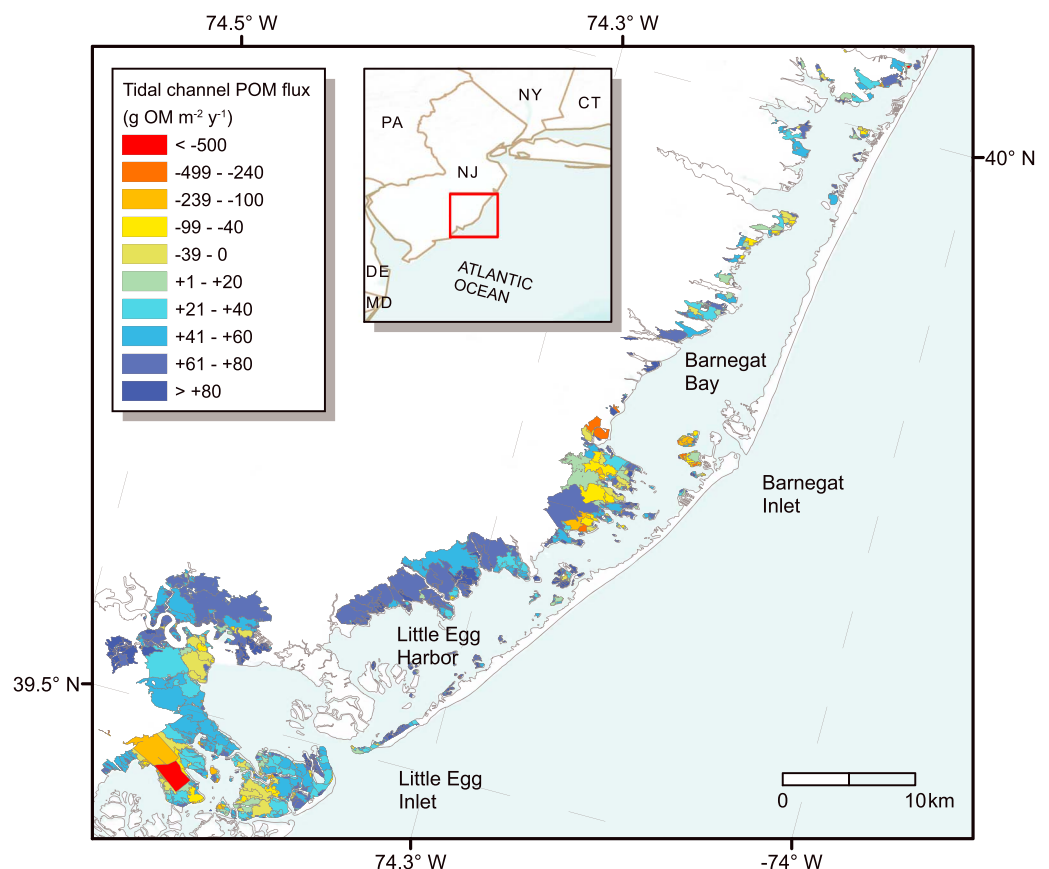 74.5° W
74.3° W
Tidal channel POM flux
(g OM m⁻² y⁻¹)
< -500
-499 - -240
-239 - -100
-99 - -40
-39 - 0
+1 - +20
+21 - +40
+41 - +60
+61 - +80
> +80
NY
CT
PA
NJ
DE
MD
ATLANTIC
OCEAN
40° N
Barnegat
Bay
Barnegat
Inlet
Little Egg
Harbor
39.5° N
Little Egg
Inlet
0
10km
74.3° W
-74° W